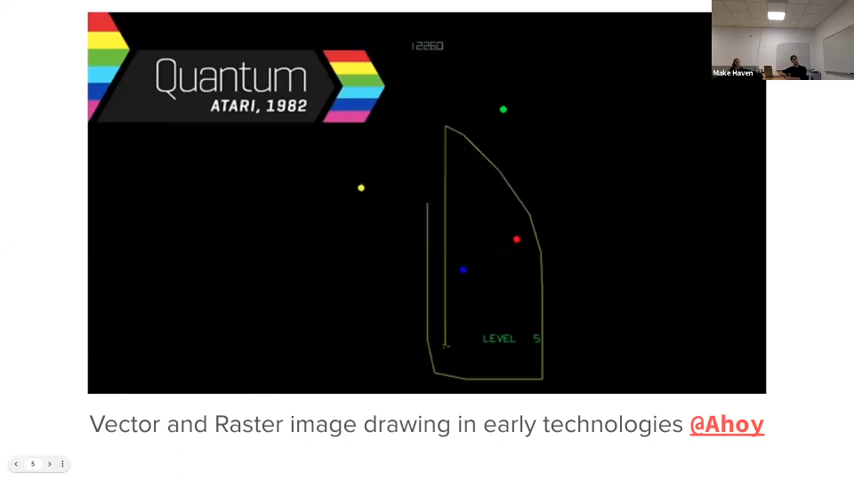 Quantum
ATARI, 1982
12260
LEVEL 5
Make Haven
Vector and Raster image drawing in early technologies @Ahoy
5